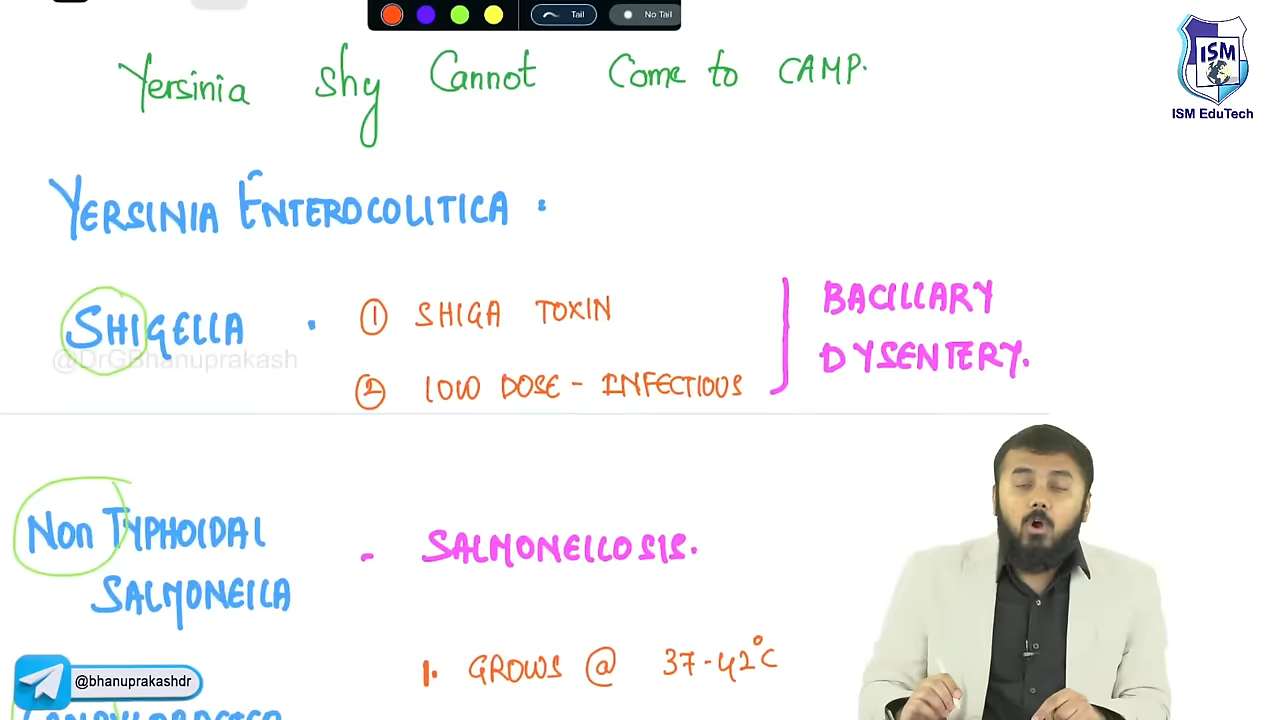 Tail
No Tail
Yersinia shy Cannot Come to CAMP.
ISM
ISM EduTech
YERSINIA ENTEROCOLITICA :
SHIGELLA . ① SHIGA TOXIN
@DrGBhanuprakash
② LOW DOSE - INFECTIOUS
BACILLARY
DYSENTERY.
Non TYPHOIDAL
SALMONELLA
- SALMONELLOSIS.
1. GROWS @ 37-42°C
@bhanuprakashdr